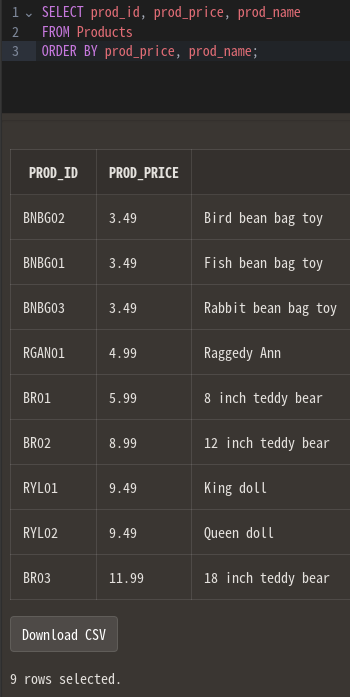 1 SELECT prod_id, prod_price, prod_name
2 FROM Products
3 ORDER BY prod_price, prod_name;
PROD_ID PROD_PRICE
BNBG02 3.49 Bird bean bag toy
BNBG01 3.49 Fish bean bag toy
BNBG03 3.49 Rabbit bean bag toy
RGAN01 4.99 Raggedy Ann
BR01 5.99 8 inch teddy bear
BR02 8.99 12 inch teddy bear
RYL01 9.49 King doll
RYL02 9.49 Queen doll
BR03 11.99 18 inch teddy bear
Download CSV
9 rows selected.